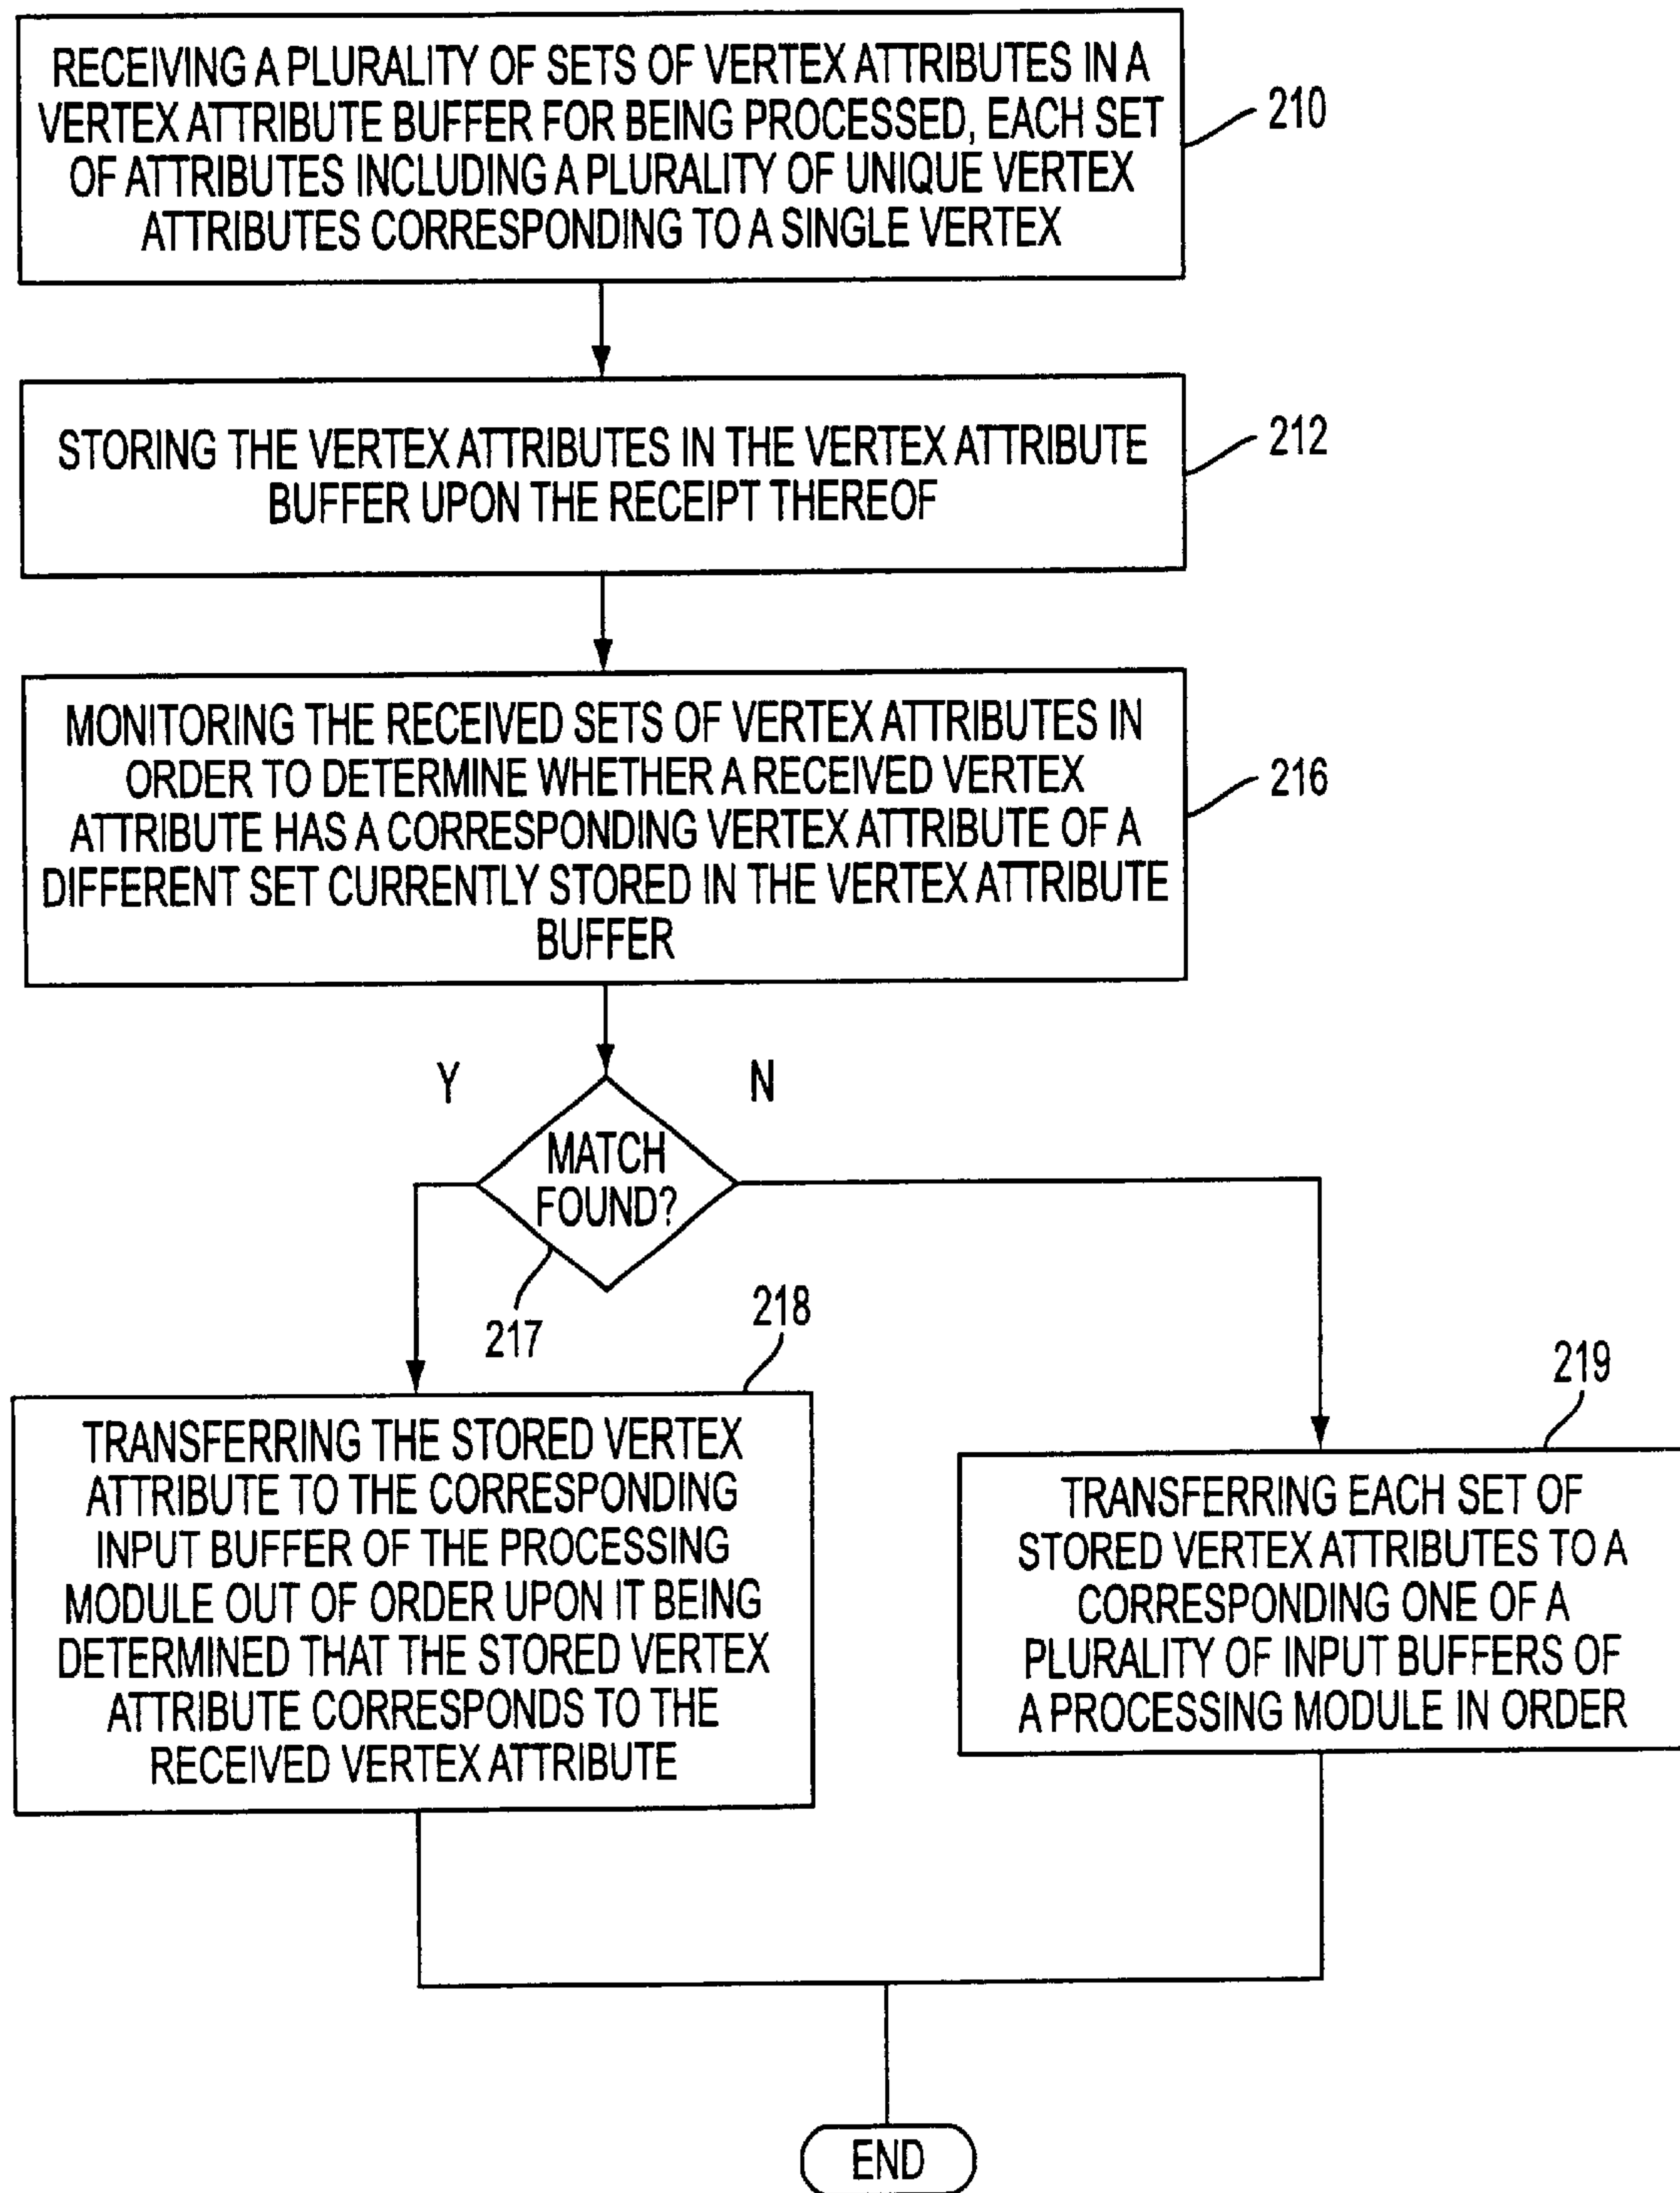 RECEIVING A PLURALITY OF SETS OF VERTEX ATTRIBUTES IN A
VERTEX ATTRIBUTE BUFFER FOR BEING PROCESSED, EACH SET
OF ATTRIBUTES INCLUDING A PLURALITY OF UNIQUE VERTEX
ATTRIBUTES CORRESPONDING TO A SINGLE VERTEX
210
STORING THE VERTEX ATTRIBUTES IN THE VERTEX ATTRIBUTE
BUFFER UPON THE RECEIPT THEREOF
212
MONITORING THE RECEIVED SETS OF VERTEX ATTRIBUTES IN
ORDER TO DETERMINE WHETHER A RECEIVED VERTEX
ATTRIBUTE HAS A CORRESPONDING VERTEX ATTRIBUTE OF A
DIFFERENT SET CURRENTLY STORED IN THE VERTEX ATTRIBUTE
BUFFER
216
Y
N
MATCH
FOUND?
217
218
TRANSFERRING THE STORED VERTEX
ATTRIBUTE TO THE CORRESPONDING
INPUT BUFFER OF THE PROCESSING
MODULE OUT OF ORDER UPON IT BEING
DETERMINED THAT THE STORED VERTEX
ATTRIBUTE CORRESPONDS TO THE
RECEIVED VERTEX ATTRIBUTE
219
TRANSFERRING EACH SET OF
STORED VERTEX ATTRIBUTES TO A
CORRESPONDING ONE OF A
PLURALITY OF INPUT BUFFERS OF
A PROCESSING MODULE IN ORDER
END